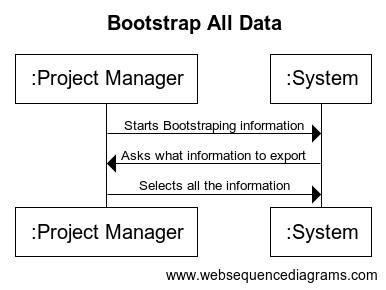 Bootstrap All Data
:Project Manager :System
Starts Bootstraping information
Asks what information to export
Selects all the information
:Project Manager :System
www.websequencediagrams.com